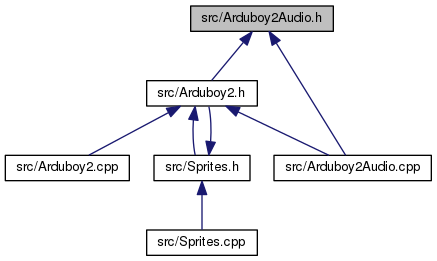 src/Arduboy2Audio.h
src/Arduboy2.h
src/Arduboy2.cpp
src/Sprites.h
src/Arduboy2Audio.cpp
src/Sprites.cpp